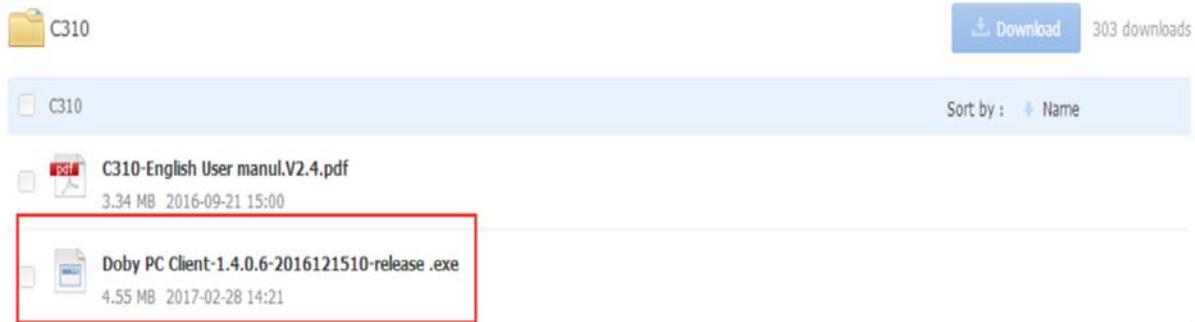 C310
Download 303 downloads
C310 Sort by : Name
C310-English User manul.V2.4.pdf
3.34 MB 2016-09-21 15:00
Doby PC Client-1.4.0.6-2016121510-release .exe
4.55 MB 2017-02-28 14:21
pdf